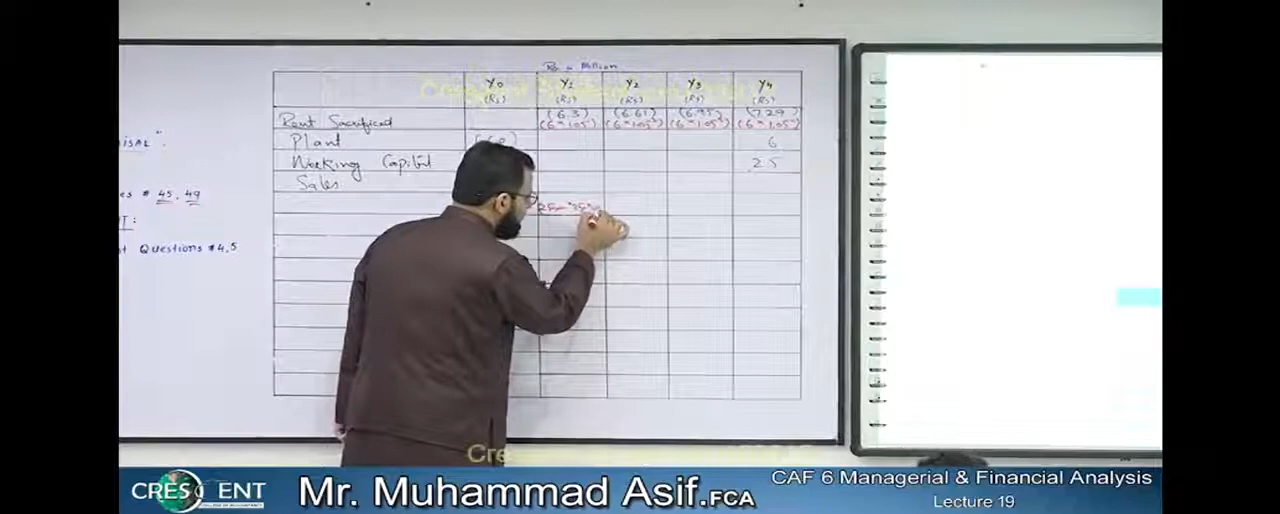 Rs in Million
Y0 Y1 Y2 Y3 Y4
(Rs) (Rs) (Rs) (Rs) (Rs)
Rent Sacrificed (6.3) (6.61) (6.95) (7.29)
(6×1.05) (6×1.05²) (6×1.05³) (6×1.05⁴)
Plant 6
Working Capital 25
Sales
ISAL"
es # 45, 49
T:
t Questions #4,5
CRESCENT
Mr. Muhammad Asif.FCA
CAF 6 Managerial & Financial Analysis
Lecture 19